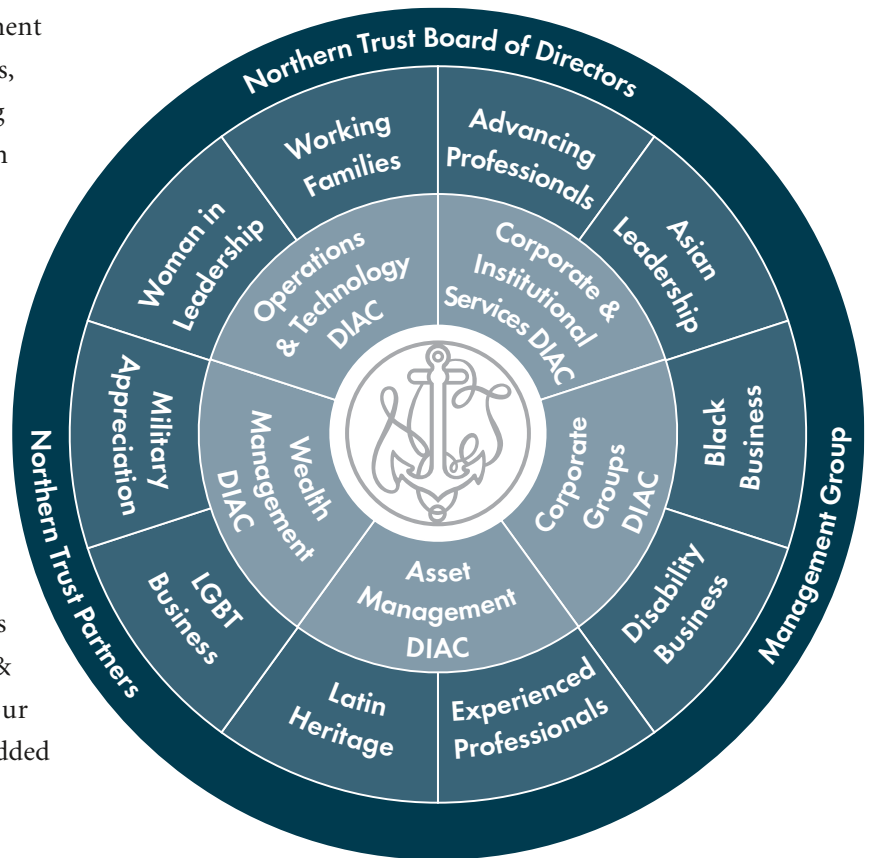 ment
s,
g
n
s
&
ur
dded
Northern Trust Board of Directors
Working
Families
Advancing
Professionals
Asian
Leadership
Black
Business
Disability
Business
Experienced
Professionals
Latin
Heritage
LGBT
Business
Military
Appreciation
Woman in
Leadership
Operations
& Technology
DIAC
Corporate &
Institutional
Services DIAC
Corporate
Groups
DIAC
Asset
Management
DIAC
Wealth
Management
DIAC
Management Group
Northern Trust Partners